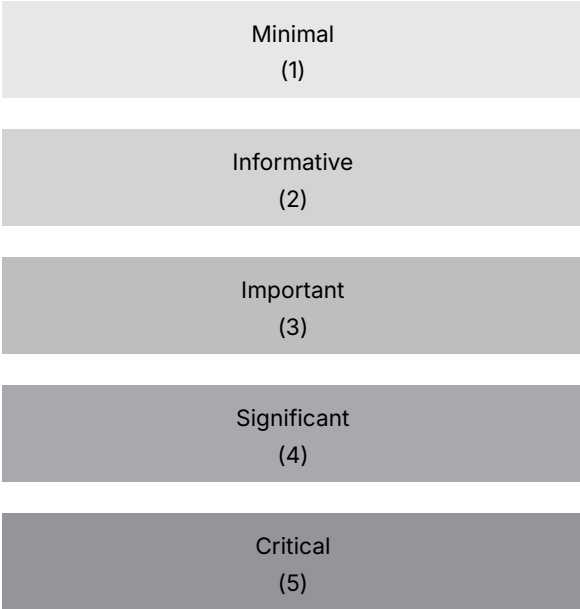 Minimal
(1)
Informative
(2)
Important
(3)
Significant
(4)
Critical
(5)